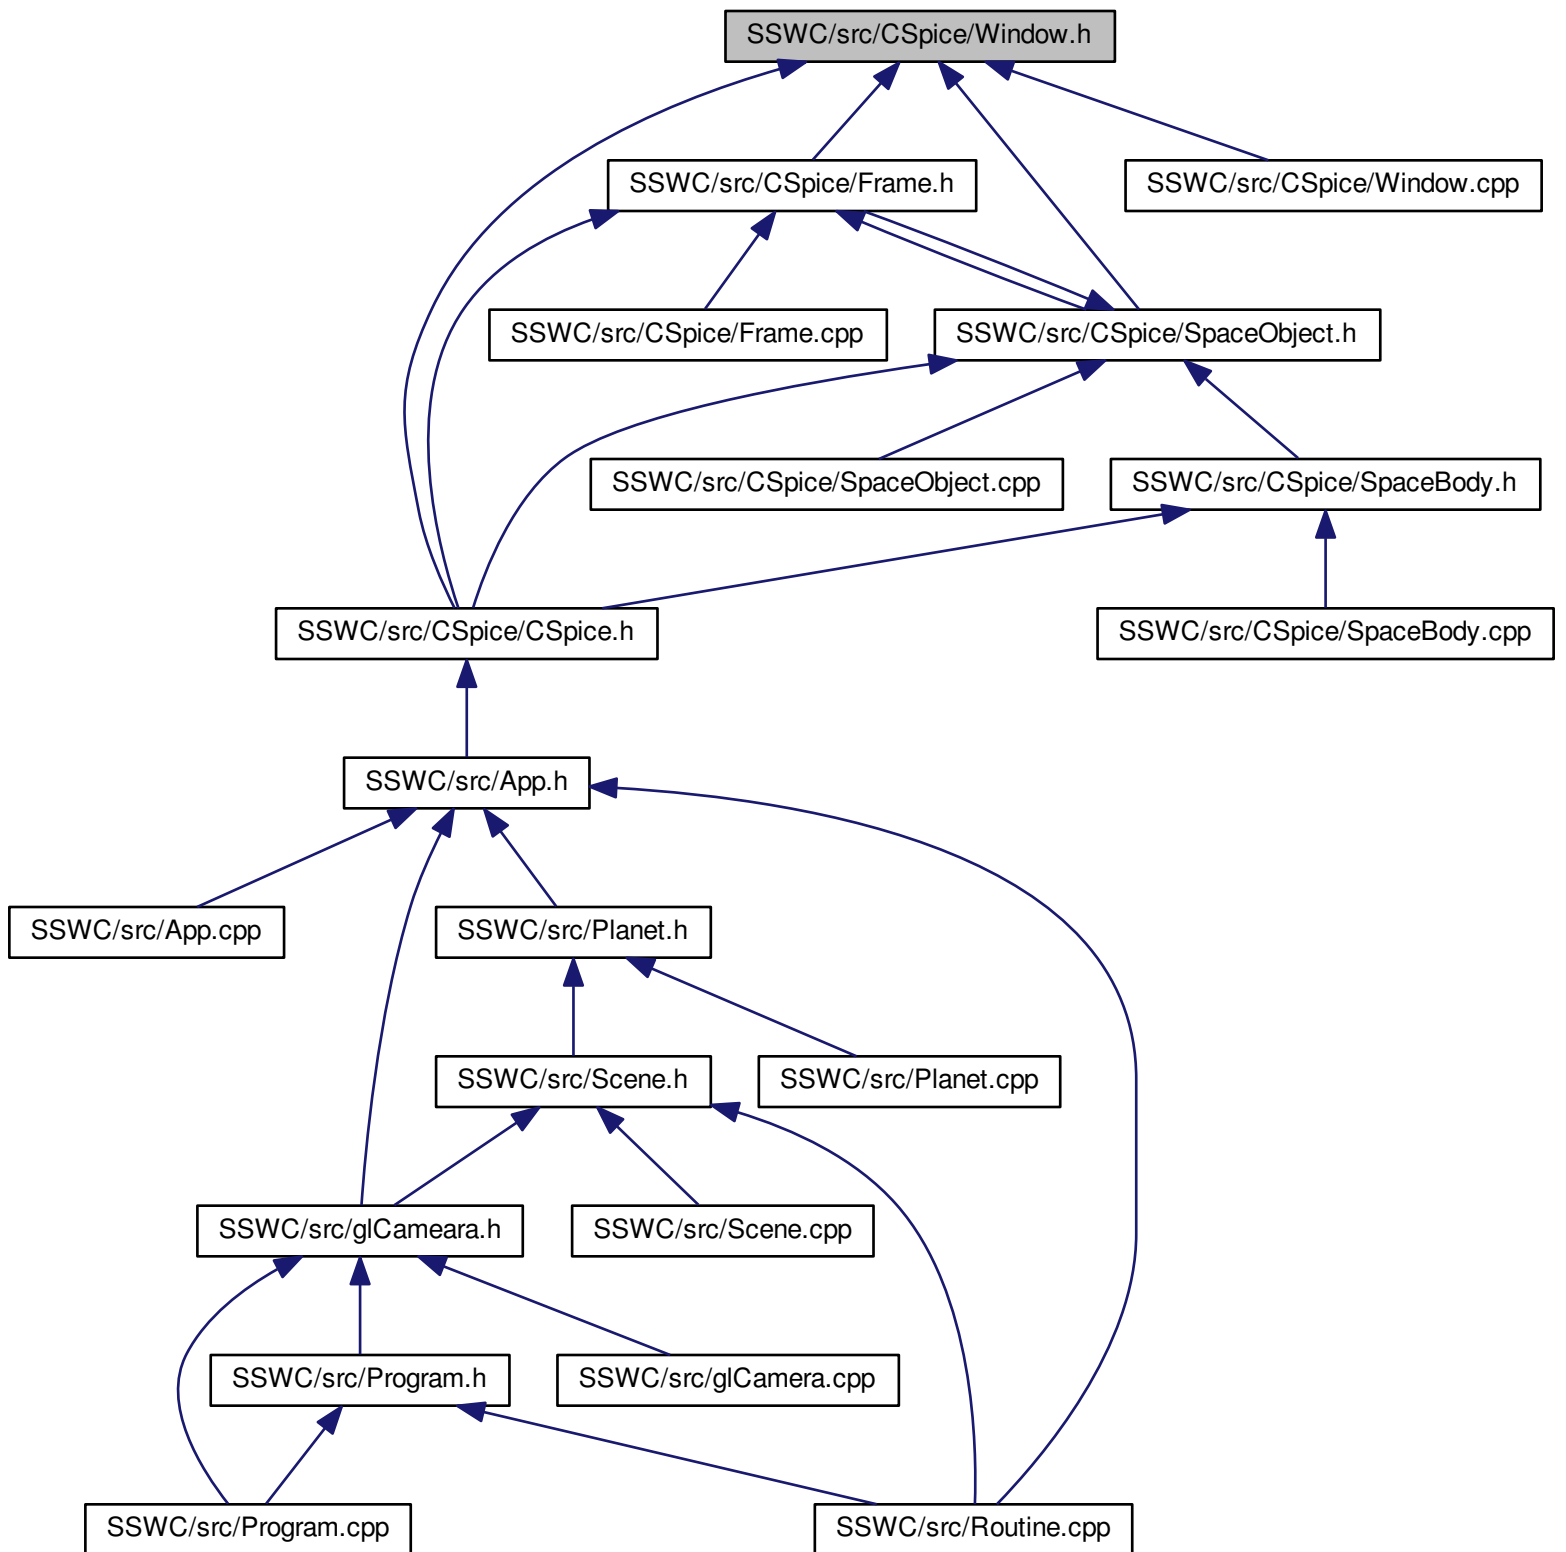 SSWC/src/CSpice/Window.h
SSWC/src/CSpice/Frame.h
SSWC/src/CSpice/Window.cpp
SSWC/src/CSpice/Frame.cpp
SSWC/src/CSpice/SpaceObject.h
SSWC/src/CSpice/SpaceObject.cpp
SSWC/src/CSpice/SpaceBody.h
SSWC/src/CSpice/CSpice.h
SSWC/src/CSpice/SpaceBody.cpp
SSWC/src/App.h
SSWC/src/App.cpp
SSWC/src/Planet.h
SSWC/src/Scene.h
SSWC/src/Planet.cpp
SSWC/src/glCameara.h
SSWC/src/Scene.cpp
SSWC/src/Program.h
SSWC/src/glCamera.cpp
SSWC/src/Program.cpp
SSWC/src/Routine.cpp